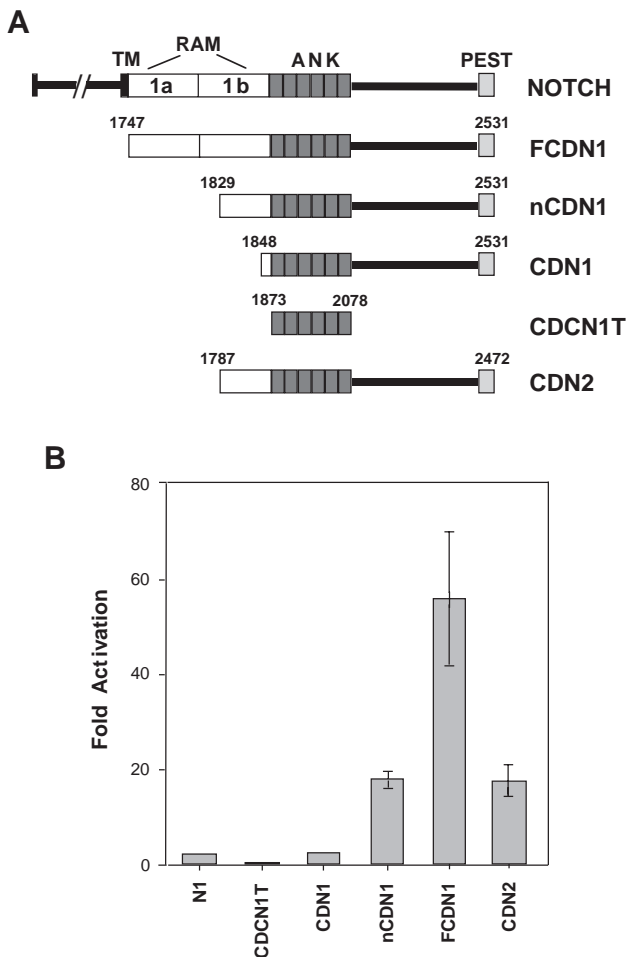 A
TM RAM ANK PEST
1a 1b NOTCH
1747 2531
FCDN1
1829 2531
nCDN1
1848 2531
CDN1
1873 2078
CDCN1T
1787 2472
CDN2
B
Fold Activation
80
60
40
20
0
N1
CDCN1T
CDN1
nCDN1
FCDN1
CDN2